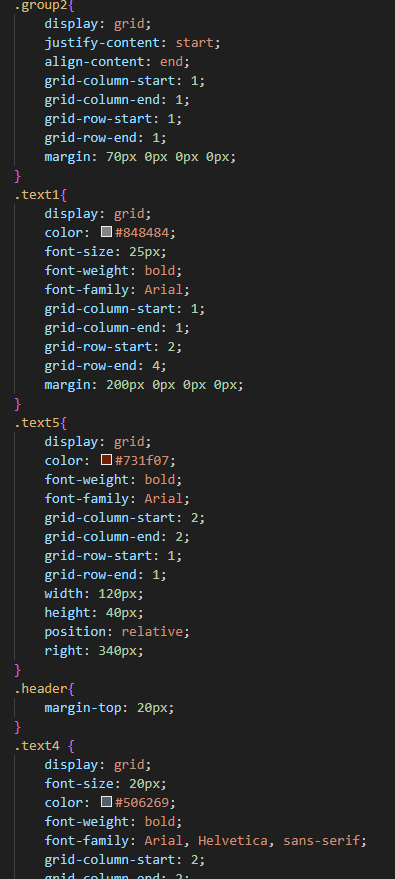 .group2{
display: grid;
justify-content: start;
align-content: end;
grid-column-start: 1;
grid-column-end: 1;
grid-row-start: 1;
grid-row-end: 1;
margin: 70px 0px 0px 0px;
}
.text1{
display: grid;
color: #848484;
font-size: 25px;
font-weight: bold;
font-family: Arial;
grid-column-start: 1;
grid-column-end: 1;
grid-row-start: 2;
grid-row-end: 4;
margin: 200px 0px 0px 0px;
}
.text5{
display: grid;
color: #731f07;
font-weight: bold;
font-family: Arial;
grid-column-start: 2;
grid-column-end: 2;
grid-row-start: 1;
grid-row-end: 1;
width: 120px;
height: 40px;
position: relative;
right: 340px;
}
.header{
margin-top: 20px;
}
.text4 {
display: grid;
font-size: 20px;
color: #506269;
font-weight: bold;
font-family: Arial, Helvetica, sans-serif;
grid-column-start: 2;
grid-column-end: 2;